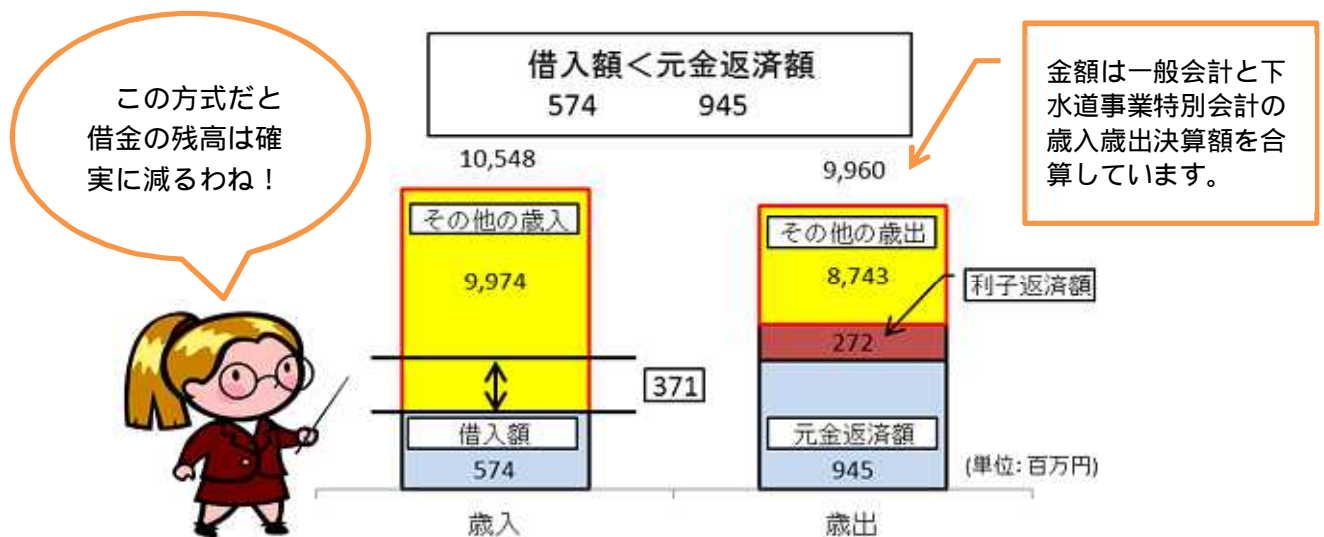 この方式だと
借金の残高は確
実に減るわね！
借入額＜元金返済額
574 945
金額は一般会計と下
水道事業特別会計の
歳入歳出決算額を合
算しています。
10,548
9,960
その他の歳入
9,974
その他の歳出
8,743
利子返済額
272
371
借入額
574
元金返済額
945
(単位：百万円)
歳入
歳出